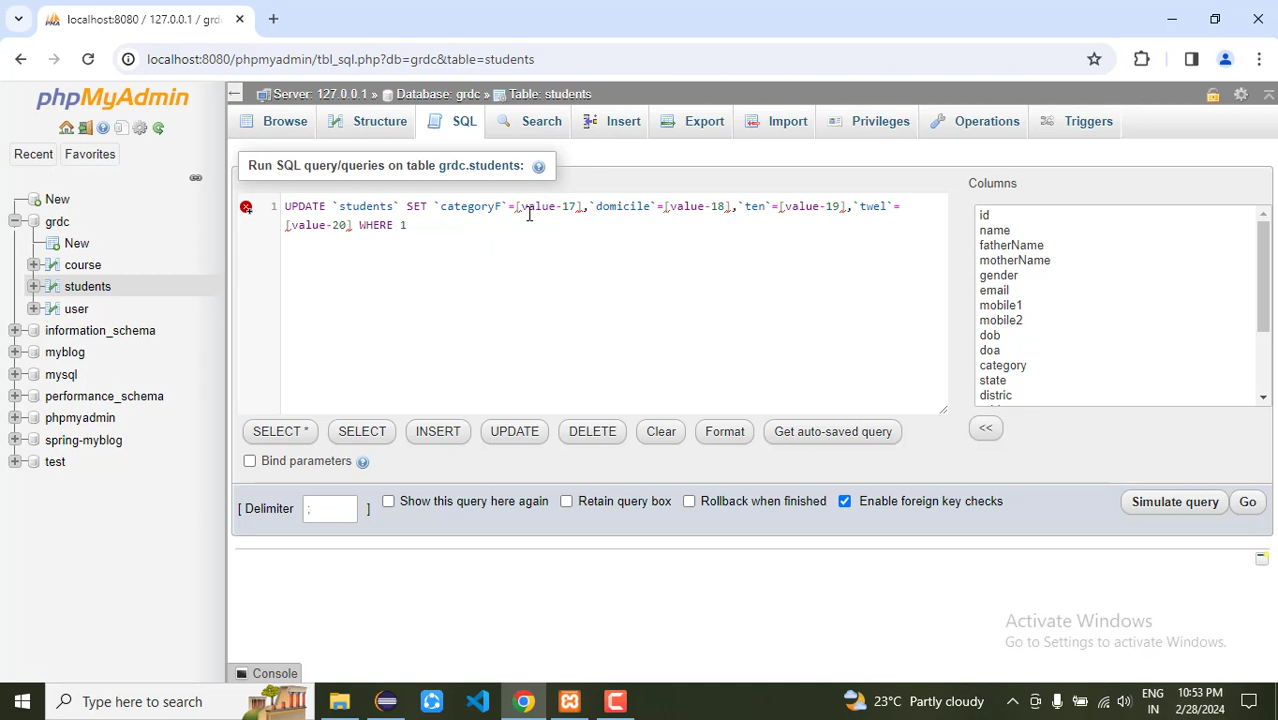 localhost:8080 / 127.0.0.1 / grd
localhost:8080/phpmyadmin/tbl_sql.php?db=grdc&table=students
phpMyAdmin
Server: 127.0.0.1 » Database: grdc » Table: students
Browse Structure SQL Search Insert Export Import Privileges Operations Triggers
Recent Favorites
New
grdc
New
course
students
user
information_schema
myblog
mysql
performance_schema
phpmyadmin
spring-myblog
test
Run SQL query/queries on table grdc.students:
1 UPDATE `students` SET `categoryF`=[value-17],`domicile`=[value-18],`ten`=[value-19],`twel`=
[value-20] WHERE 1
Columns
id
name
fatherName
motherName
gender
email
mobile1
mobile2
dob
doa
category
state
distric
<<
SELECT * SELECT INSERT UPDATE DELETE Clear Format Get auto-saved query
Bind parameters
[ Delimiter ; ] Show this query here again Retain query box Rollback when finished Enable foreign key checks Simulate query Go
Console
Activate Windows
Go to Settings to activate Windows.
Type here to search
23°C Partly cloudy
ENG
IN
10:53 PM
2/28/2024